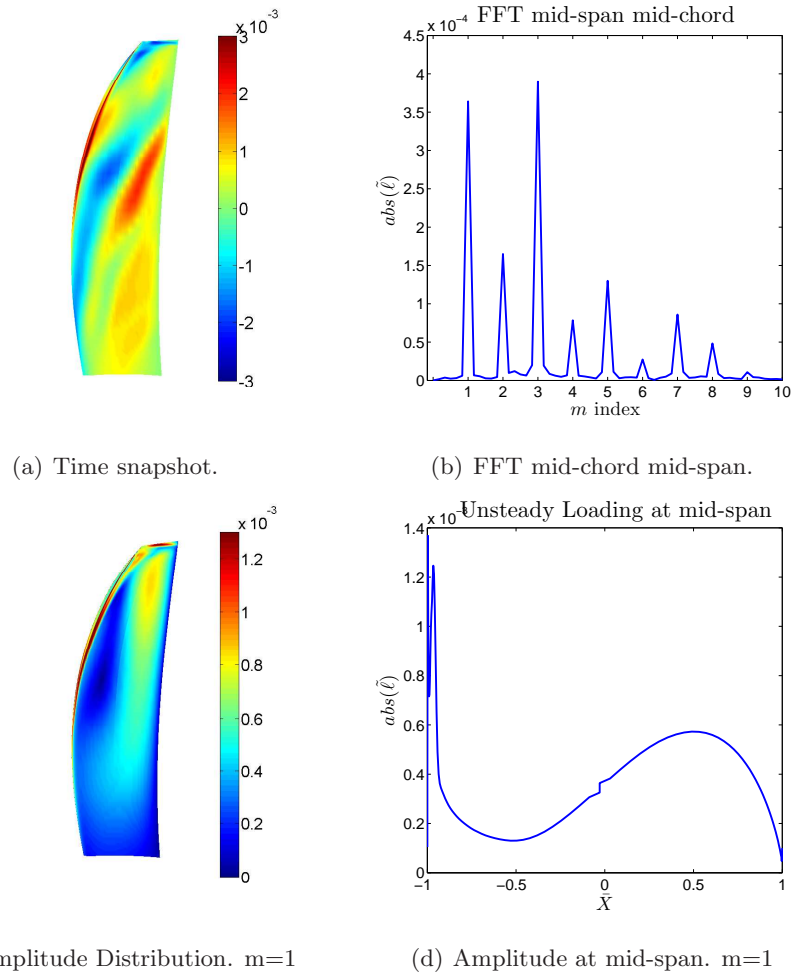 x 10⁻³
3
2
1
0
-1
-2
-3
(a) Time snapshot.
x 10⁻⁴
FFT mid-span mid-chord
4.5
4
3.5
3
2.5
2
1.5
1
0.5
0
abs(ℓ̃)
1 2 3 4 5 6 7 8 9 10
m index
(b) FFT mid-chord mid-span.
x 10⁻³
1.2
1
0.8
0.6
0.4
0.2
0
mplitude Distribution. m=1
x 10⁻³
Unsteady Loading at mid-span
1.4
1.2
1
0.8
0.6
0.4
0.2
0
abs(ℓ̃)
−1 −0.5 0 0.5 1
X̄
(d) Amplitude at mid-span. m=1